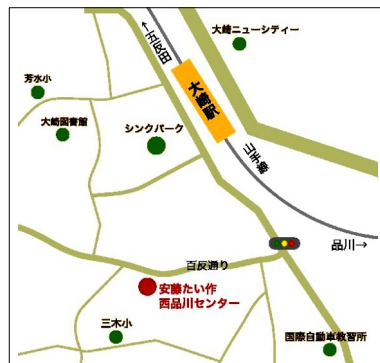 ←五反田
大崎ニューシティー
芳水小
大崎駅
大崎図書館
シンクパーク
山手線
品川→
百反通り
安藤たい作
西品川センター
三木小
国際自動車教習所